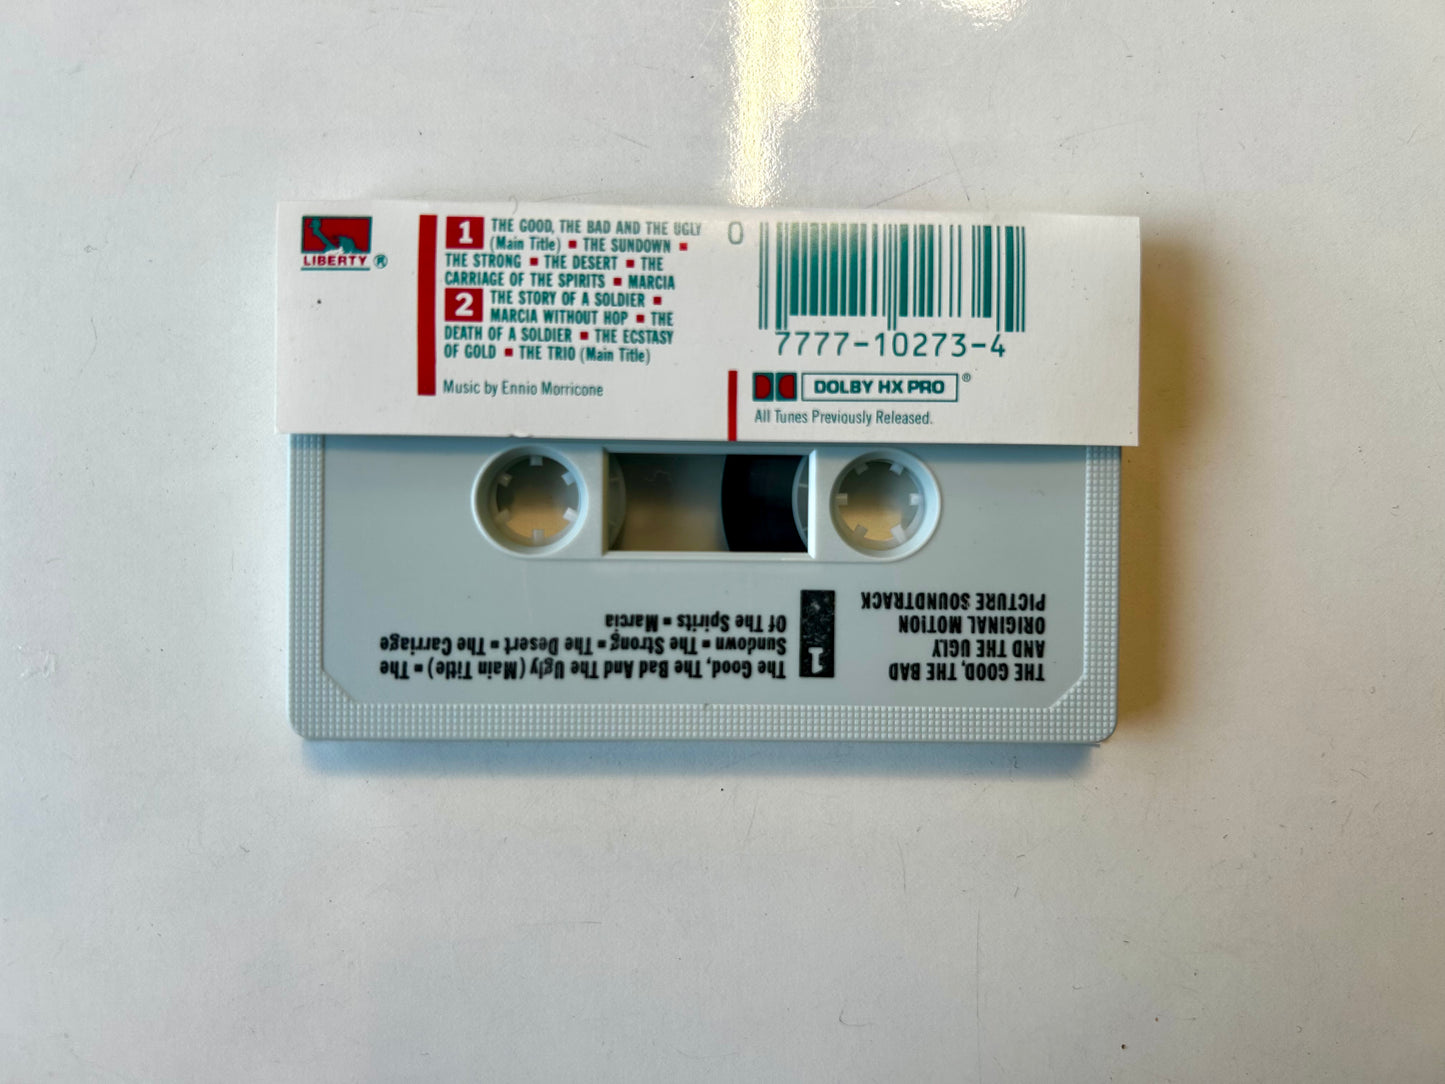 LIBERTY ®
1 THE GOOD, THE BAD AND THE UGLY
(Main Title) ▪ THE SUNDOWN ▪
THE STRONG ▪ THE DESERT ▪ THE
CARRIAGE OF THE SPIRITS ▪ MARCIA
2 THE STORY OF A SOLDIER ▪
MARCIA WITHOUT HOP ▪ THE
DEATH OF A SOLDIER ▪ THE ECSTASY
OF GOLD ▪ THE TRIO (Main Title)
Music by Ennio Morricone
0
7777-10273-4
DOLBY HX PRO ®
All Tunes Previously Released.
THE GOOD, THE BAD
AND THE UGLY
ORIGINAL MOTION
PICTURE SOUNDTRACK
1
The Good, The Bad And The Ugly (Main Title) ▪ The
Sundown ▪ The Strong ▪ The Desert ▪ The Carriage
Of The Spirits ▪ Marcia